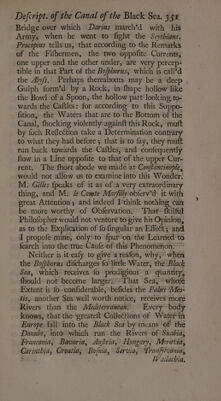 Descript. of the Canal of the Black Sea. 351
Bridge over which Darius march'd with his
Army, when he went to fight the Scythians.
Procopius tells us, that according to the Remarks
of the Fishermen, the two opposite Currents,
one upper and the other under, are very percep-
tible in that Part of the Bosphorus, which is call'd
the Abyss. Perhaps thereabouts may be a deep
Gulph form'd by a Rock, in shape hollow like
the Bowl of a Spoon, the hollow part looking to-
wards the Castles: for according to this Suppo-
sition, the Waters that are to the Bottom of the
Canal, shocking violently against this Rock, must
by such Reflection take a Determination contrary
to what they had before; that is to say, they must
run back towards the Castles, and consequently
flow in a Line opposite to that of the upper Cur-
rent. The short abode we made at Constantinople,
would not allow us to examine into this Wonder.
M. Gilles speaks of it as of a very extraordinary
thing, and M. le Comte Marsilly observ'd it with
great Attention; and indeed I think nothing can
be more worthy of Observation. That skilful
Philosopher would not venture to give his Opinion,
as to the Explication of so singular an Effect; and
I propose mine, only to spur on the Learned to
search into the true Cause of this Phenomenon.
Neither is it easy to give a reason, why, when
the Bosphorus discharges so little Water, the Black
Sea, which receives so prodigious a quantity,
should not become larger. That Sea, whose
Extent is so considerable, besides the Palus Meo-
tis, another Sea well worth notice, receives more
Rivers than the Mediterranean. Every body
knows, that the greatest Collections of Water in
Europe fall into the Black Sea by means of the
Danube, into which run the Rivers of Suabia,
Franconia, Bavaria, Austria, Hungary, Moravia,
Carinthia, Croatia, Bosnia, Servia, Transilvania,
Wallachia.